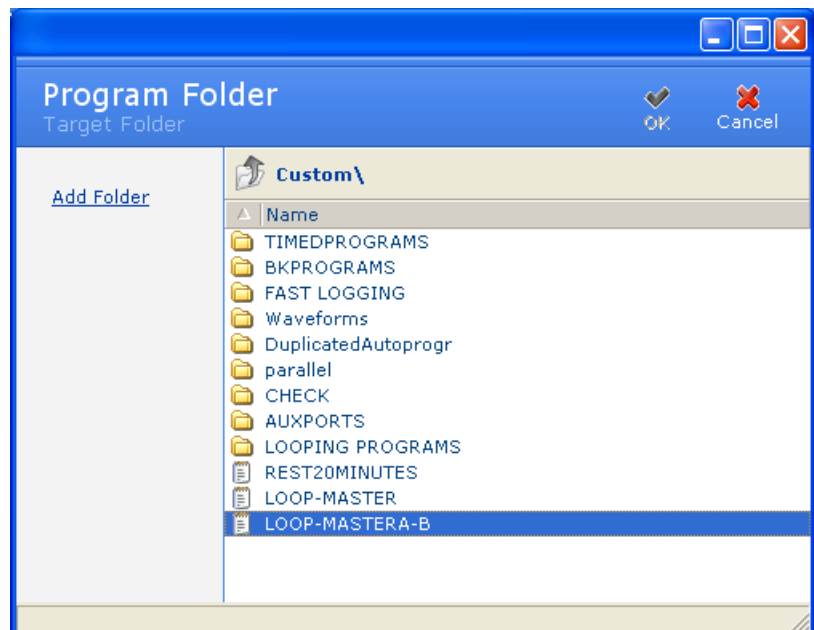 Program Folder
Target Folder
OK
Cancel
Add Folder
Custom\
Name
TIMEDPROGRAMS
BKPROGRAMS
FAST LOGGING
Waveforms
DuplicatedAutoprogr
parallel
CHECK
AUXPORTS
LOOPING PROGRAMS
REST20MINUTES
LOOP-MASTER
LOOP-MASTERA-B